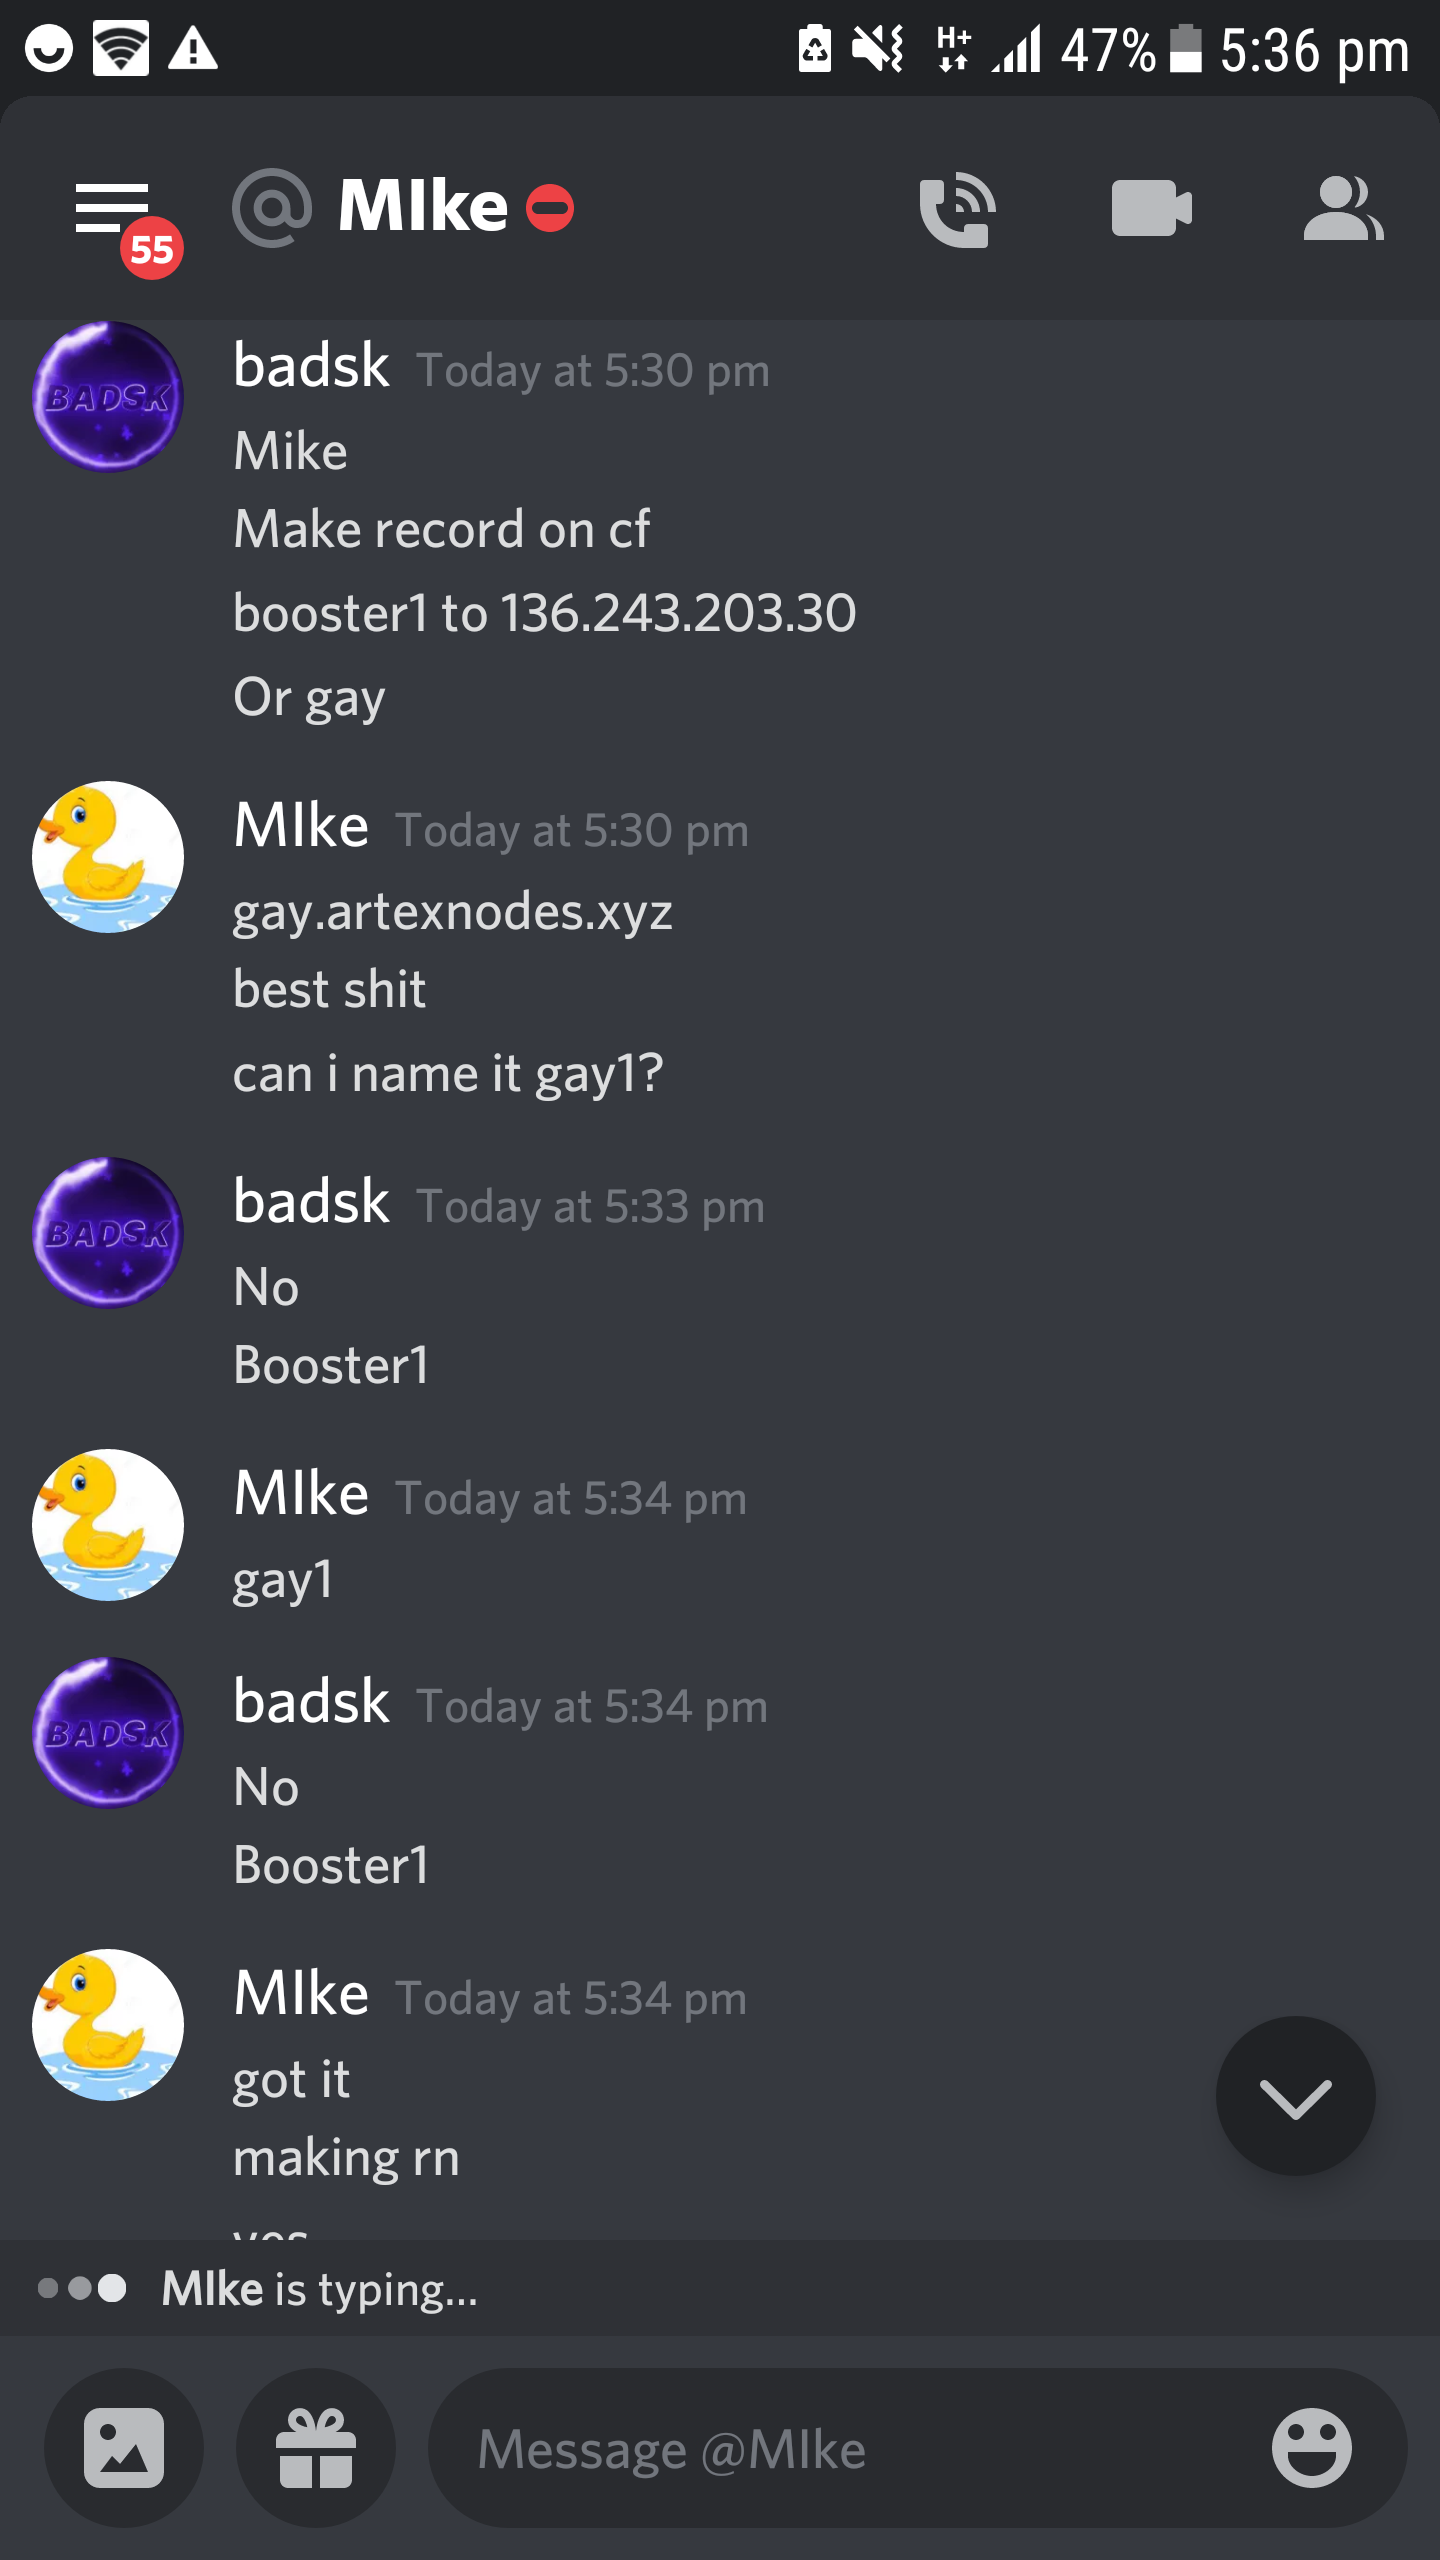 H+ 47% 5:36 pm
55
MIke
badsk Today at 5:30 pm
BADSK
Mike
Make record on cf
booster1 to 136.243.203.30
Or gay
MIke Today at 5:30 pm
gay.artexnodes.xyz
best shit
can i name it gay1?
badsk Today at 5:33 pm
BADSK
No
Booster1
MIke Today at 5:34 pm
gay1
badsk Today at 5:34 pm
BADSK
No
Booster1
MIke Today at 5:34 pm
got it
making rn
yes
MIke is typing...
Message @MIke